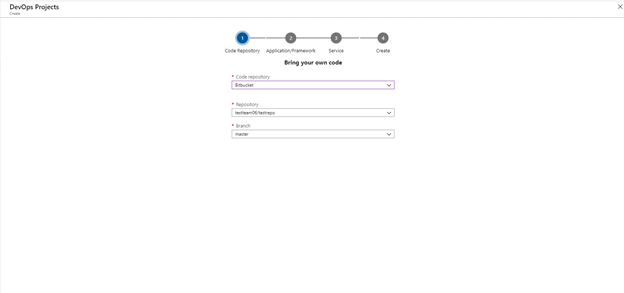 DevOps Projects
Create
1 2 3 4
Code Repository Application/Framework Service Create
Bring your own code
* Code repository
Bitbucket
* Repository
testteam06/testrepo
* Branch
master